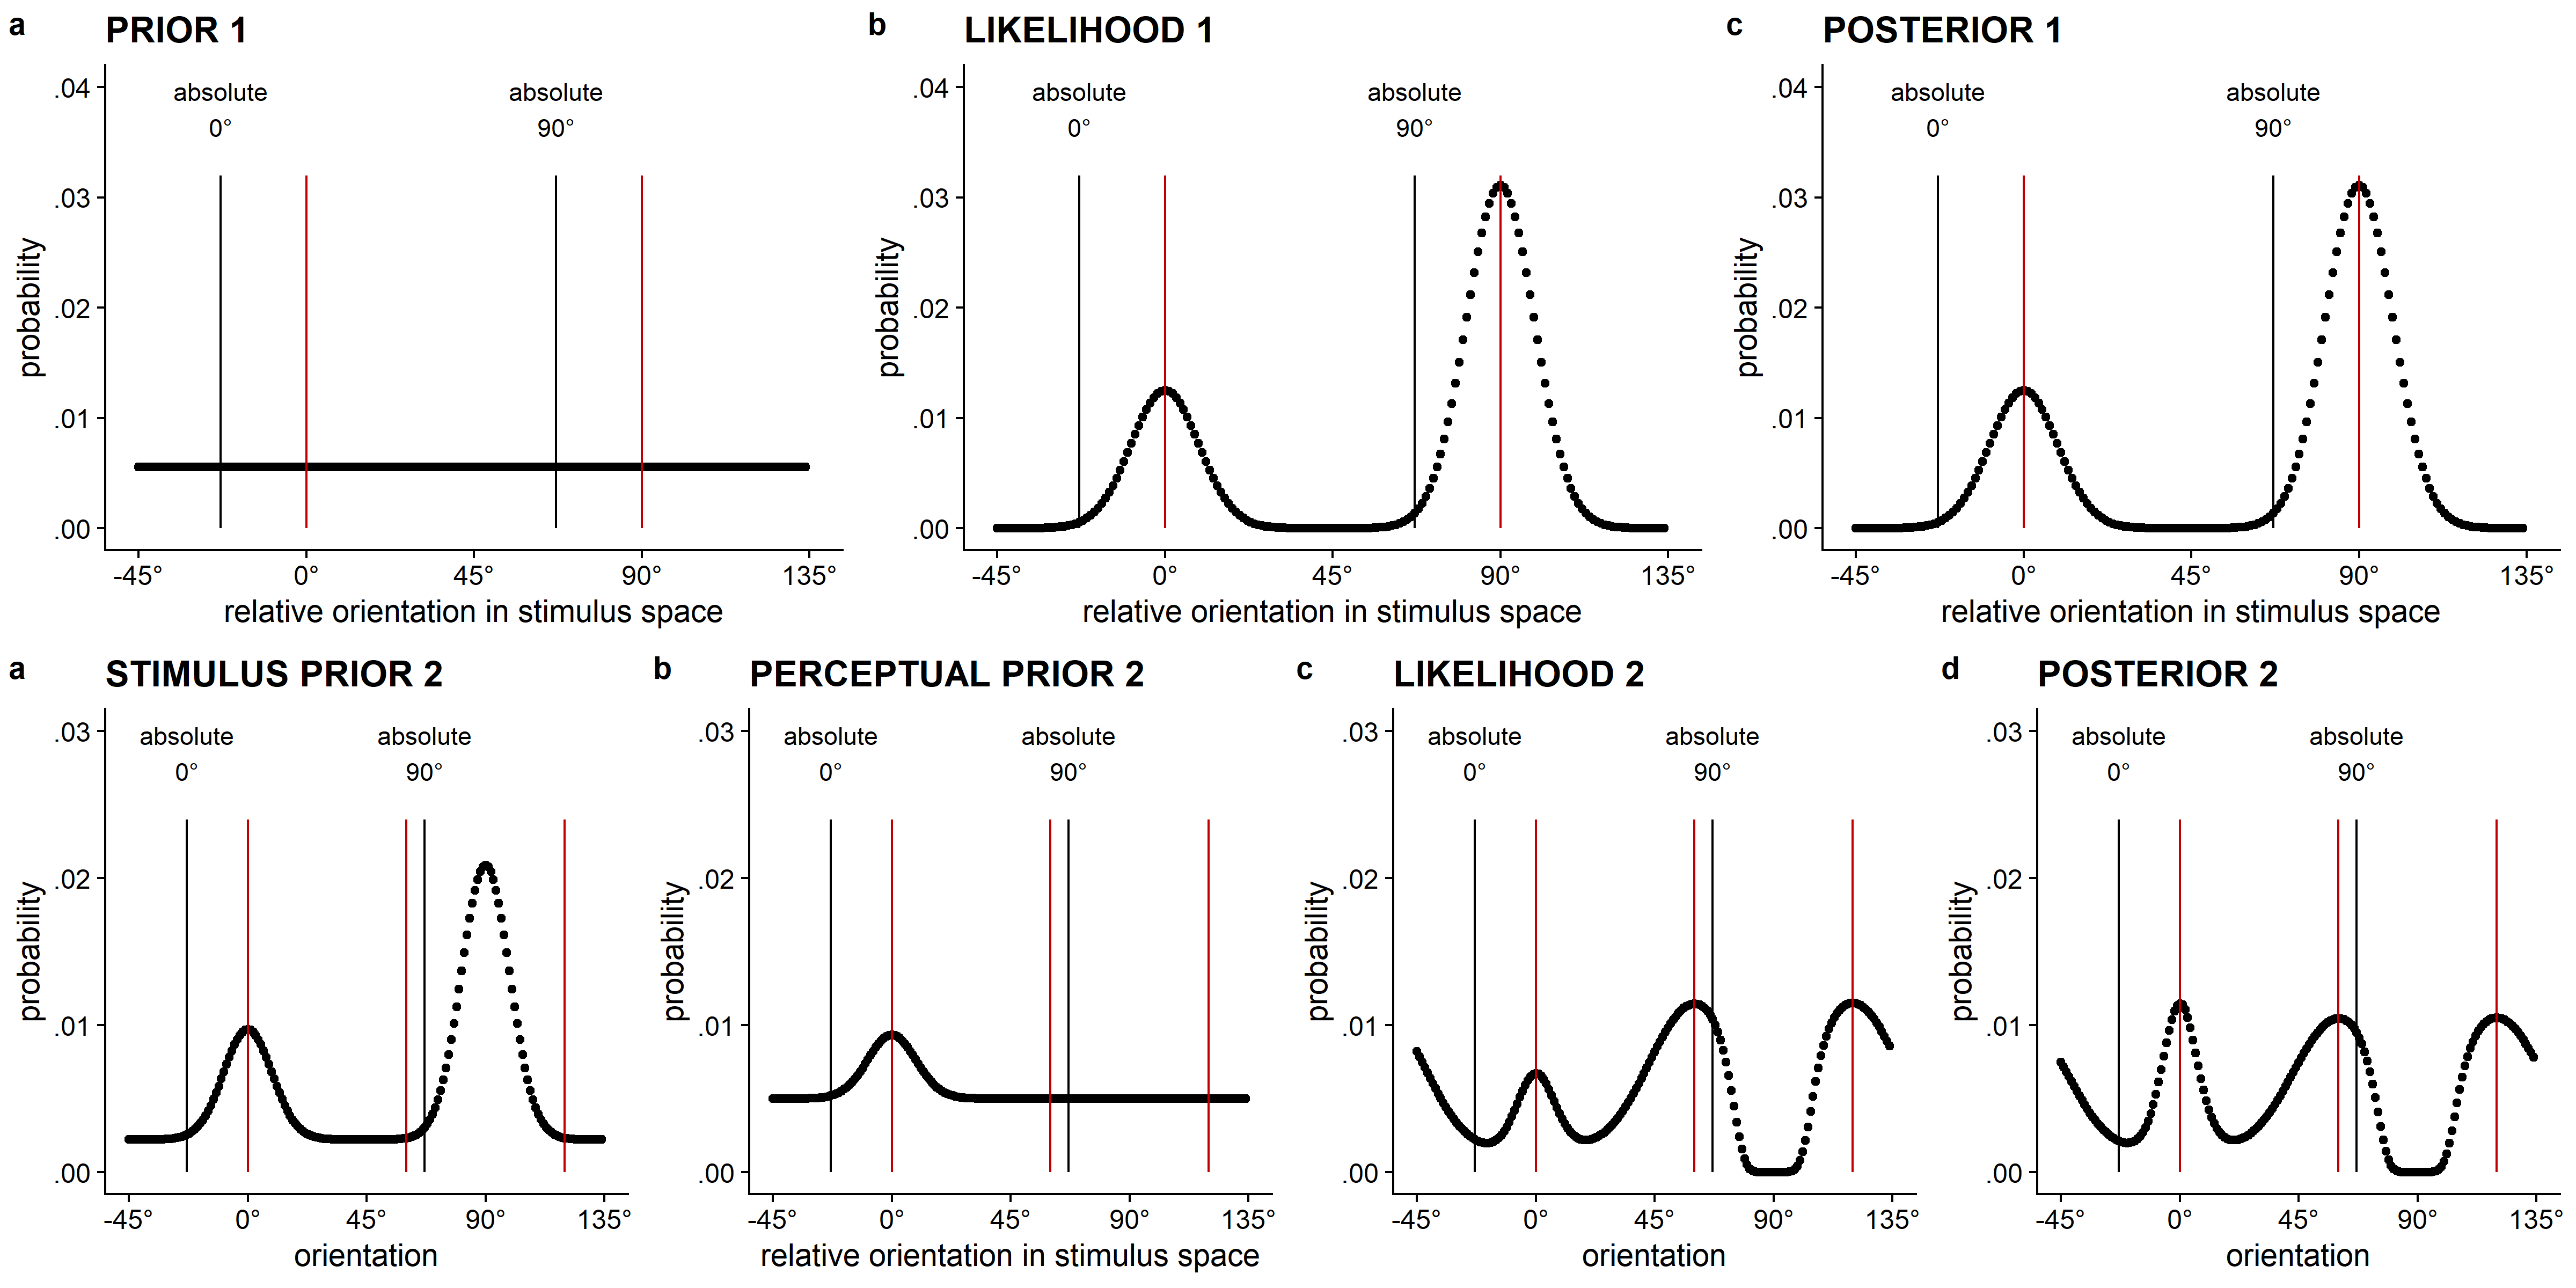 a PRIOR 1
.04
.03
.02
.01
.00
probability
absolute
0°
absolute
90°
-45° 0° 45° 90° 135°
relative orientation in stimulus space
b LIKELIHOOD 1
.04
.03
.02
.01
.00
probability
absolute
0°
absolute
90°
-45° 0° 45° 90° 135°
relative orientation in stimulus space
c POSTERIOR 1
.04
.03
.02
.01
.00
probability
absolute
0°
absolute
90°
-45° 0° 45° 90° 135°
relative orientation in stimulus space
a STIMULUS PRIOR 2
.03
.02
.01
.00
probability
absolute
0°
absolute
90°
-45° 0° 45° 90° 135°
orientation
b PERCEPTUAL PRIOR 2
.03
.02
.01
.00
probability
absolute
0°
absolute
90°
-45° 0° 45° 90° 135°
relative orientation in stimulus space
c LIKELIHOOD 2
.03
.02
.01
.00
probability
absolute
0°
absolute
90°
-45° 0° 45° 90° 135°
orientation
d POSTERIOR 2
.03
.02
.01
.00
probability
absolute
0°
absolute
90°
-45° 0° 45° 90° 135°
orientation